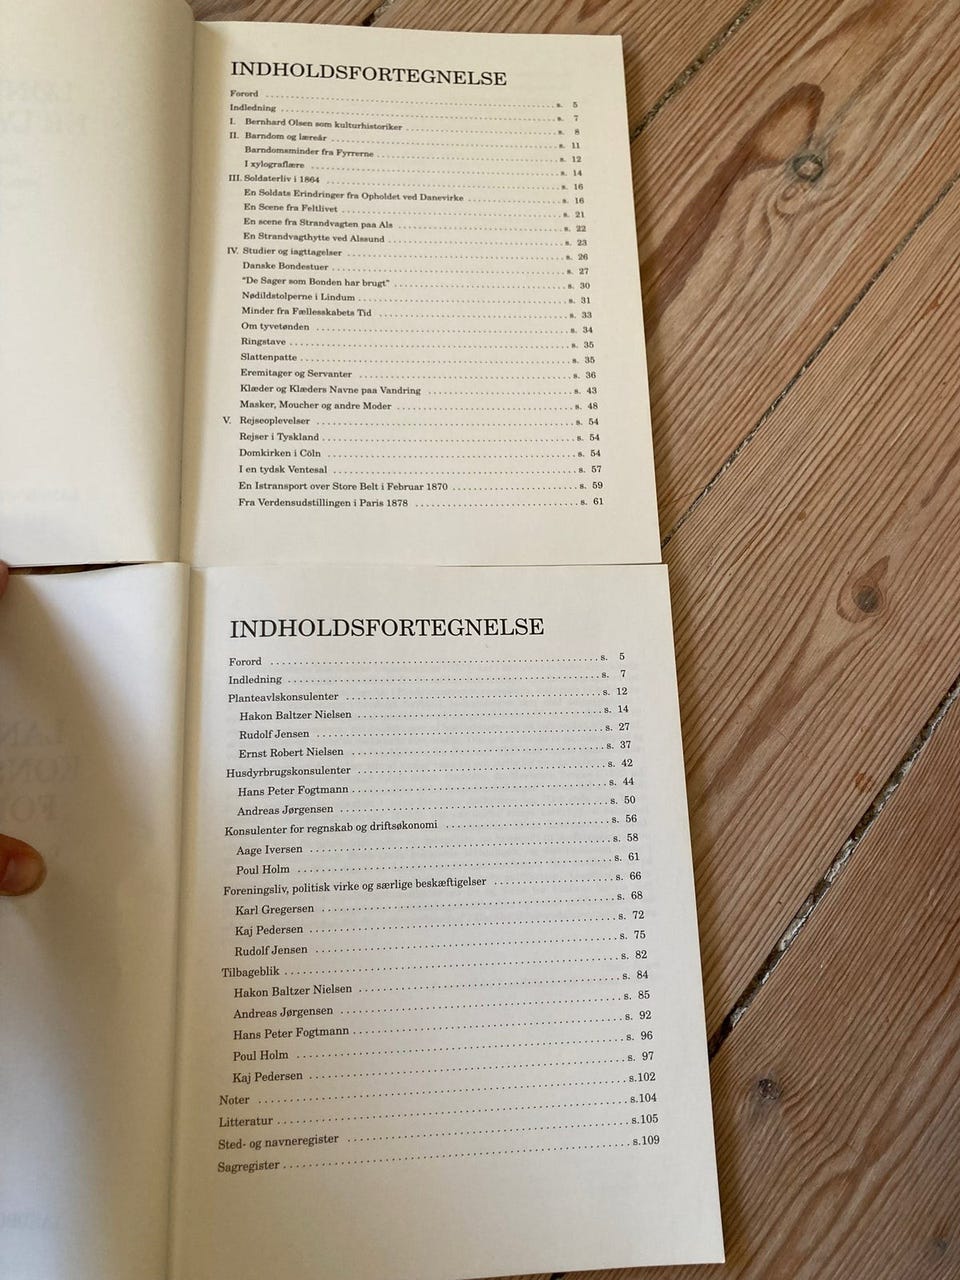 INDHOLDSFORTEGNELSE
Forord ........ s. 5
Indledning ........ s. 7
I. Bernhard Olsen som kulturhistoriker ........ s. 8
II. Barndom og læreår ........ s. 11
Barndomsminder fra Fyrrerne ........ s. 12
I xylograflære ........ s. 14
III. Soldaterliv i 1864 ........ s. 16
En Soldats Erindringer fra Opholdet ved Danevirke ........ s. 16
En Scene fra Feltlivet ........ s. 21
En scene fra Strandvagten paa Als ........ s. 22
En Strandvagthytte ved Alssund ........ s. 23
IV. Studier og iagttagelser ........ s. 26
Danske Bondestuer ........ s. 27
"De Sager som Bonden har brugt" ........ s. 30
Nødildstolperne i Lindum ........ s. 31
Minder fra Fællesskabets Tid ........ s. 33
Om tyvetønden ........ s. 34
Ringstave ........ s. 35
Slattenpatte ........ s. 35
Eremitager og Servanter ........ s. 36
Klæder og Klæders Navne paa Vandring ........ s. 43
Masker, Moucher og andre Moder ........ s. 48
V. Rejseoplevelser ........ s. 54
Rejser i Tyskland ........ s. 54
Domkirken i Cöln ........ s. 54
I en tydsk Ventesal ........ s. 57
En Istransport over Store Belt i Februar 1870 ........ s. 59
Fra Verdensudstillingen i Paris 1878 ........ s. 61
INDHOLDSFORTEGNELSE
Forord ........ s. 5
Indledning ........ s. 7
Planteavlskonsulenter ........ s. 12
Hakon Baltzer Nielsen ........ s. 14
Rudolf Jensen ........ s. 27
Ernst Robert Nielsen ........ s. 37
Husdyrbrugskonsulenter ........ s. 42
Hans Peter Fogtmann ........ s. 44
Andreas Jørgensen ........ s. 50
Konsulenter for regnskab og driftsøkonomi ........ s. 56
Aage Iversen ........ s. 58
Poul Holm ........ s. 61
Foreningsliv, politisk virke og særlige beskæftigelser ........ s. 66
Karl Gregersen ........ s. 68
Kaj Pedersen ........ s. 72
Rudolf Jensen ........ s. 75
Tilbageblik ........ s. 82
Hakon Baltzer Nielsen ........ s. 84
Andreas Jørgensen ........ s. 85
Hans Peter Fogtmann ........ s. 92
Poul Holm ........ s. 96
Kaj Pedersen ........ s. 97
Noter ........ s.102
Litteratur ........ s.104
Sted- og navneregister ........ s.105
Sagregister ........ s.109